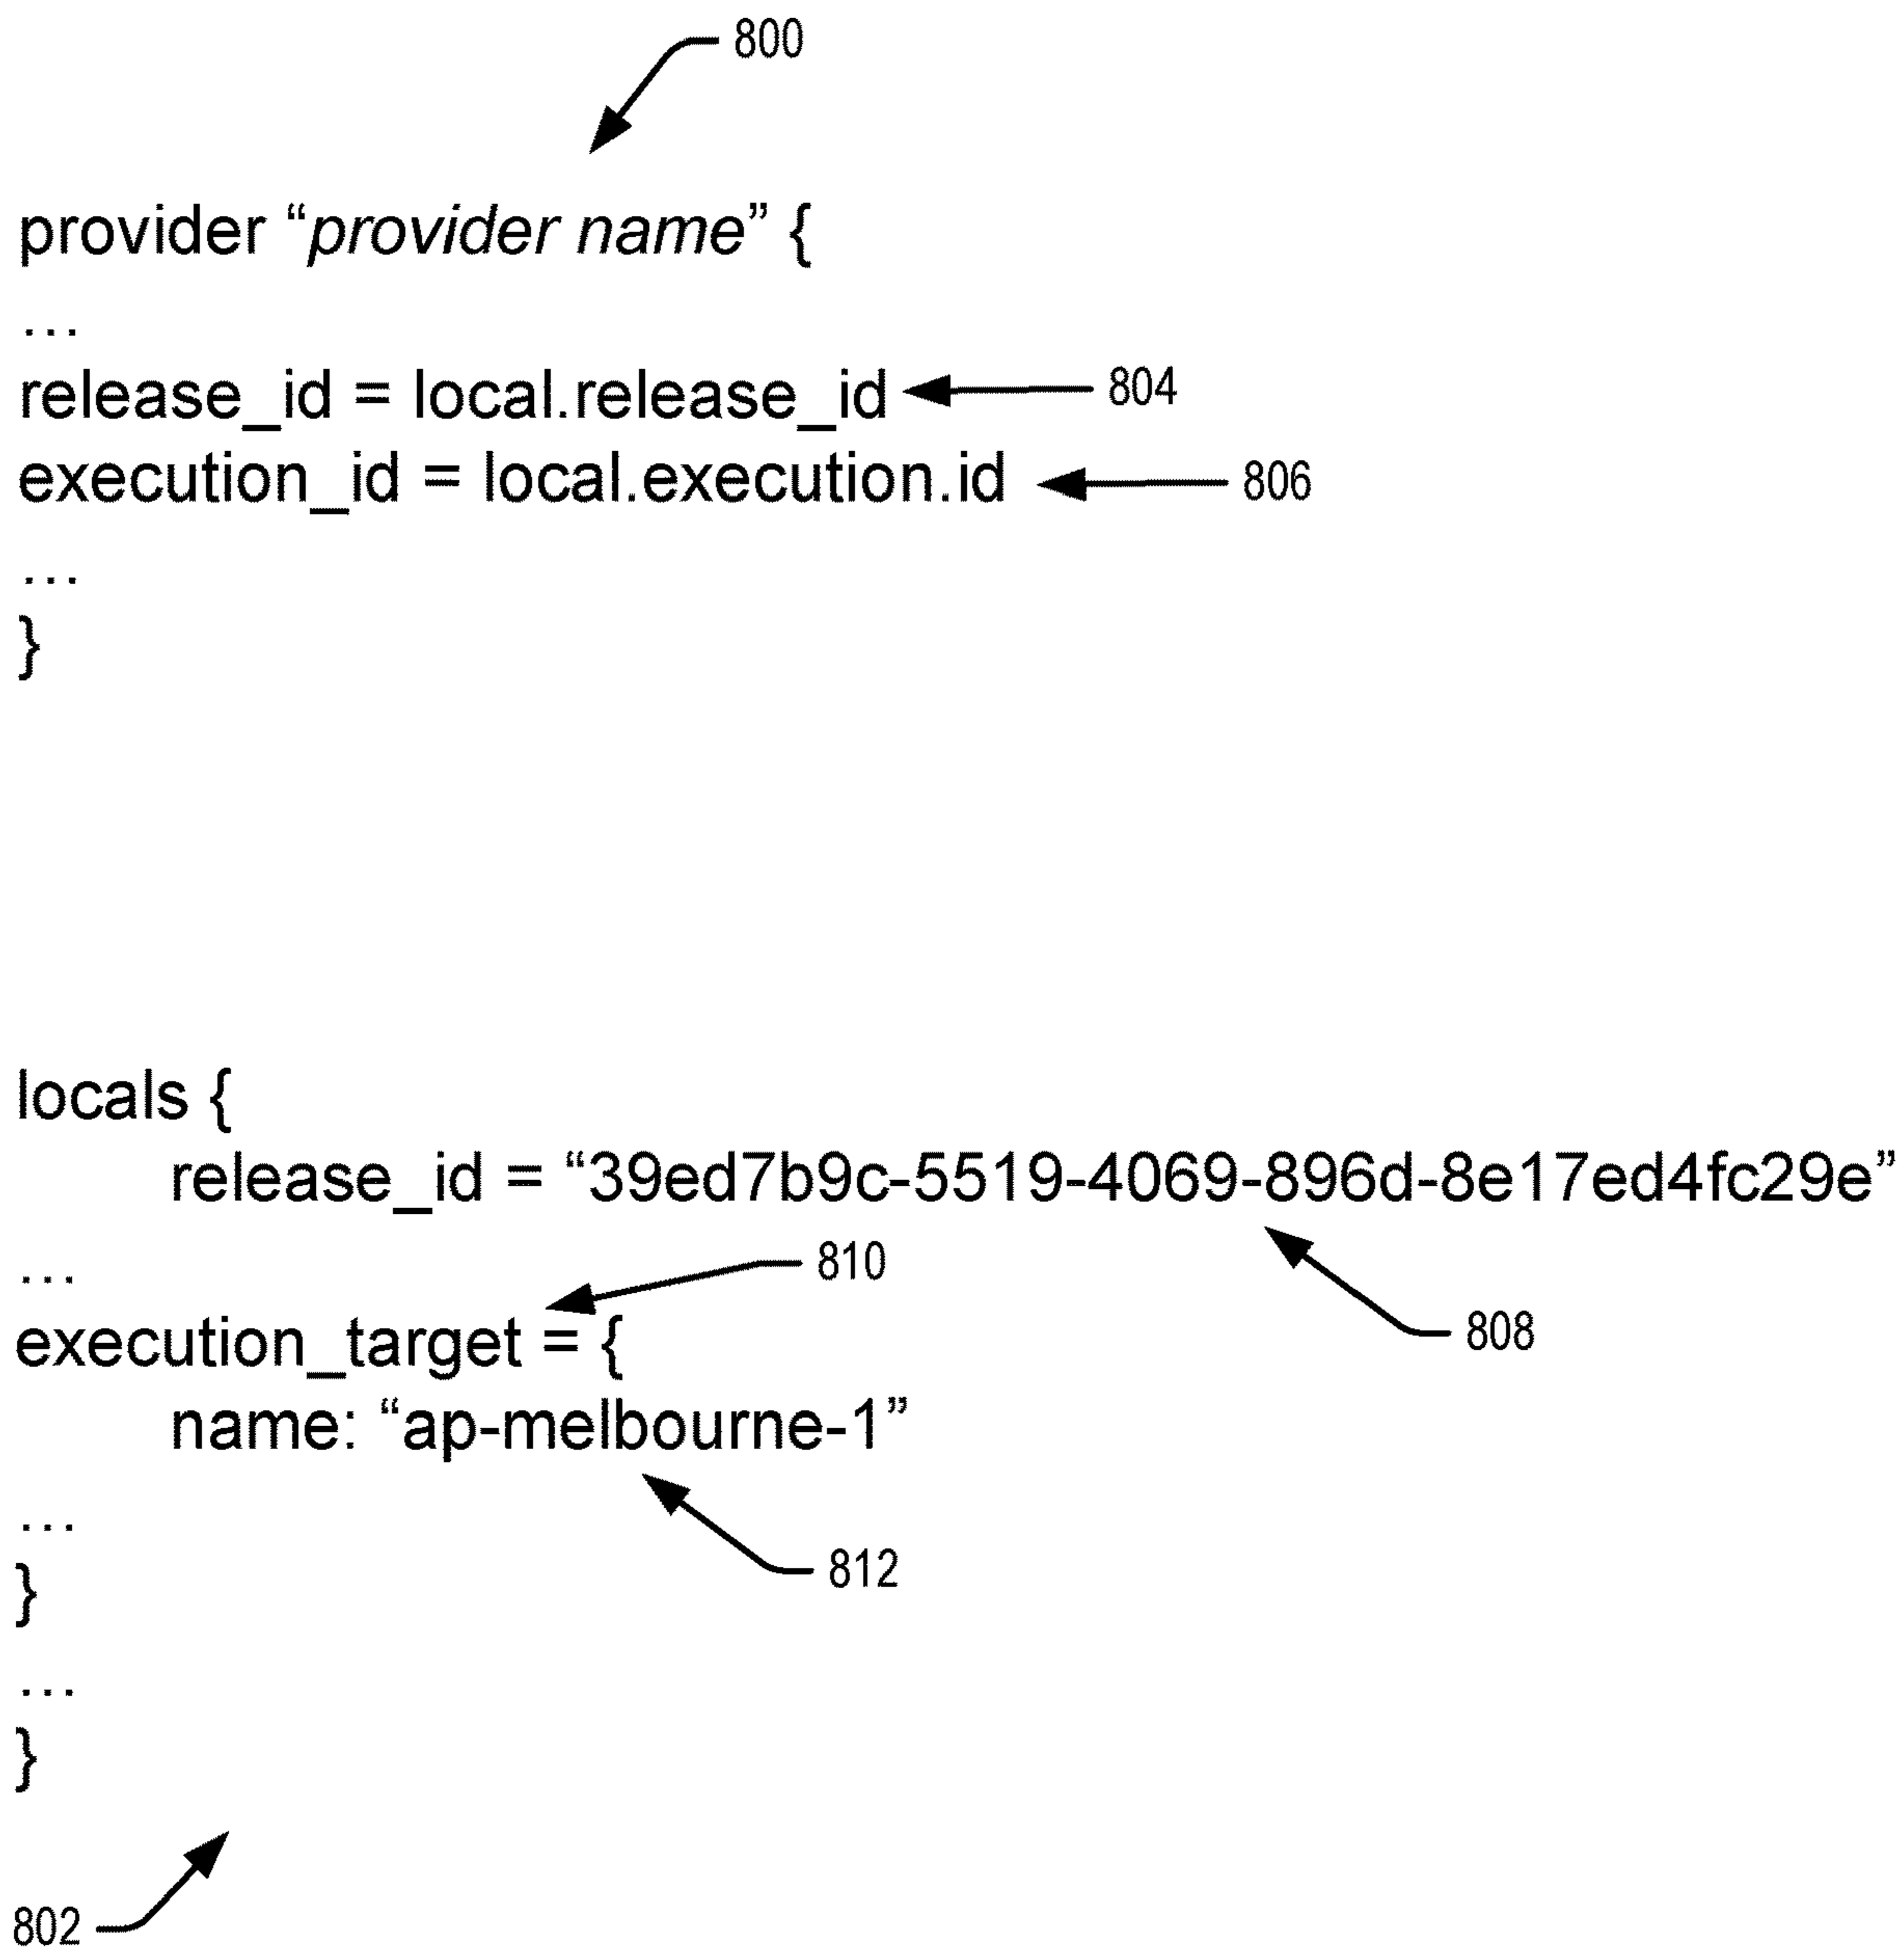 800
provider “provider name” {
...
release_id = local.release_id 804
execution_id = local.execution.id 806
...
}
locals {
release_id = “39ed7b9c-5519-4069-896d-8e17ed4fc29e”
... 810
execution_target = { 808
name: “ap-melbourne-1”
...
812
}
...
}
802